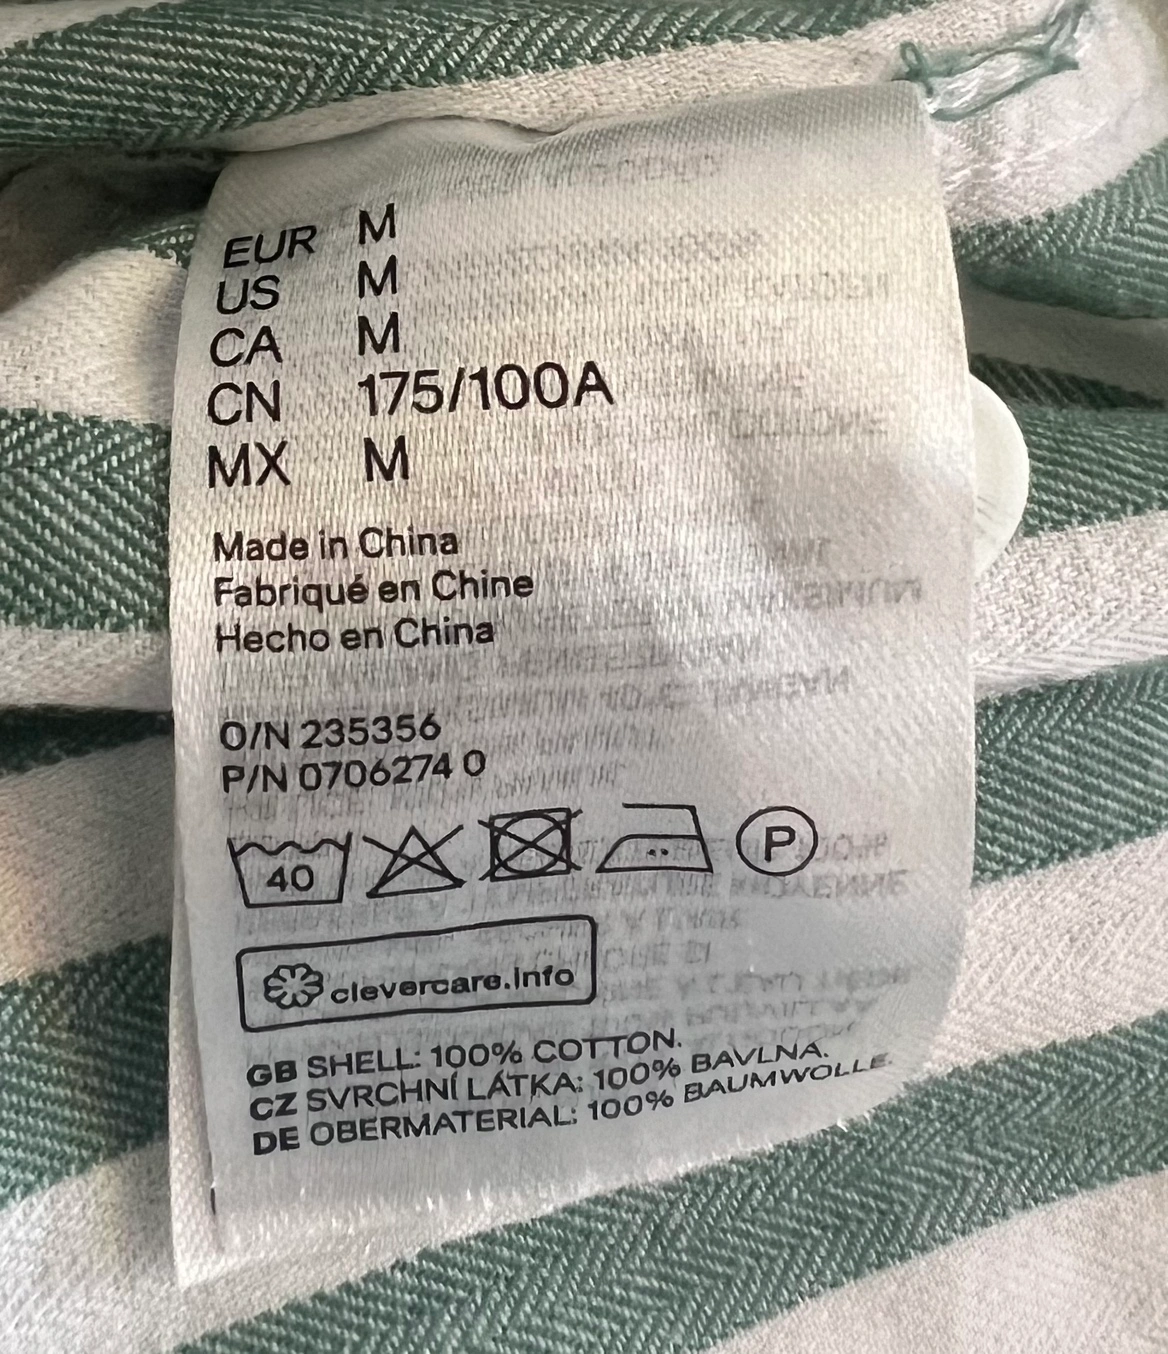 EUR M
US M
CA M
CN 175/100A
MX M
Made in China
Fabriqué en Chine
Hecho en China
O/N 235356
P/N 0706274 0
40
P
clevercare.info
GB SHELL: 100% COTTON.
CZ SVRCHNÍ LÁTKA: 100% BAVLNA.
DE OBERMATERIAL: 100% BAUMWOLLE.